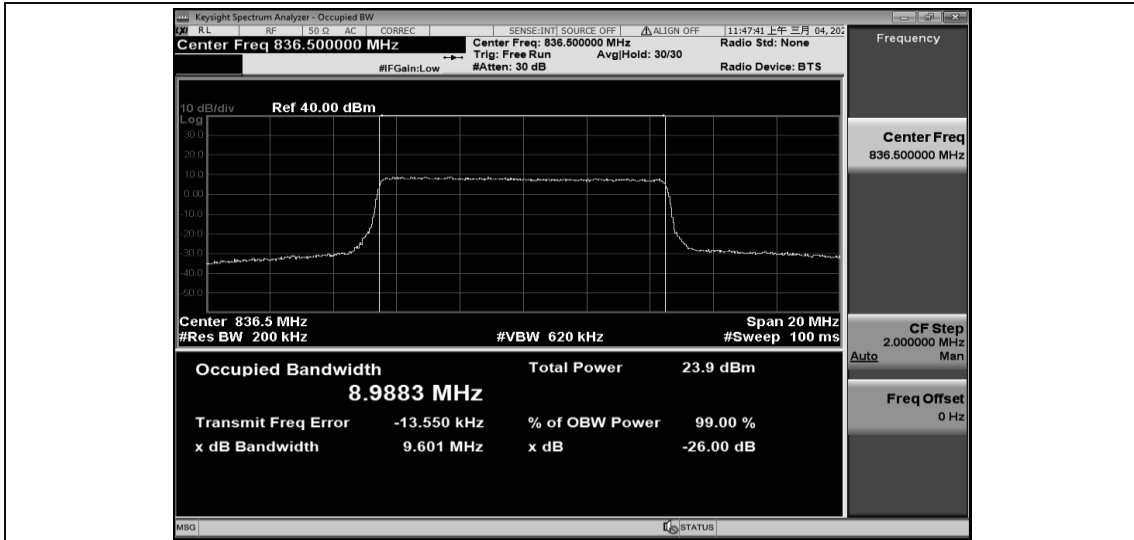 Keysight Spectrum Analyzer - Occupied BW
LXI RL RF 50 Ω AC CORREC SENSE:INT SOURCE OFF ⚠ALIGN OFF 11:47:41 上午 三月 04, 202
Center Freq 836.500000 MHz
Center Freq: 836.500000 MHz
Radio Std: None
Trig: Free Run Avg|Hold: 30/30
#IFGain:Low
#Atten: 30 dB
Radio Device: BTS
Frequency
10 dB/div Ref 40.00 dBm
Log
30.0
20.0
10.0
0.00
-10.0
-20.0
-30.0
-40.0
-50.0
Center Freq
836.500000 MHz
Center 836.5 MHz
Span 20 MHz
#Res BW 200 kHz
#VBW 620 kHz
#Sweep 100 ms
CF Step
2.000000 MHz
Auto Man
Occupied Bandwidth
8.9883 MHz
Total Power 23.9 dBm
Transmit Freq Error -13.550 kHz
% of OBW Power 99.00 %
x dB Bandwidth 9.601 MHz
x dB -26.00 dB
Freq Offset
0 Hz
MSG
STATUS